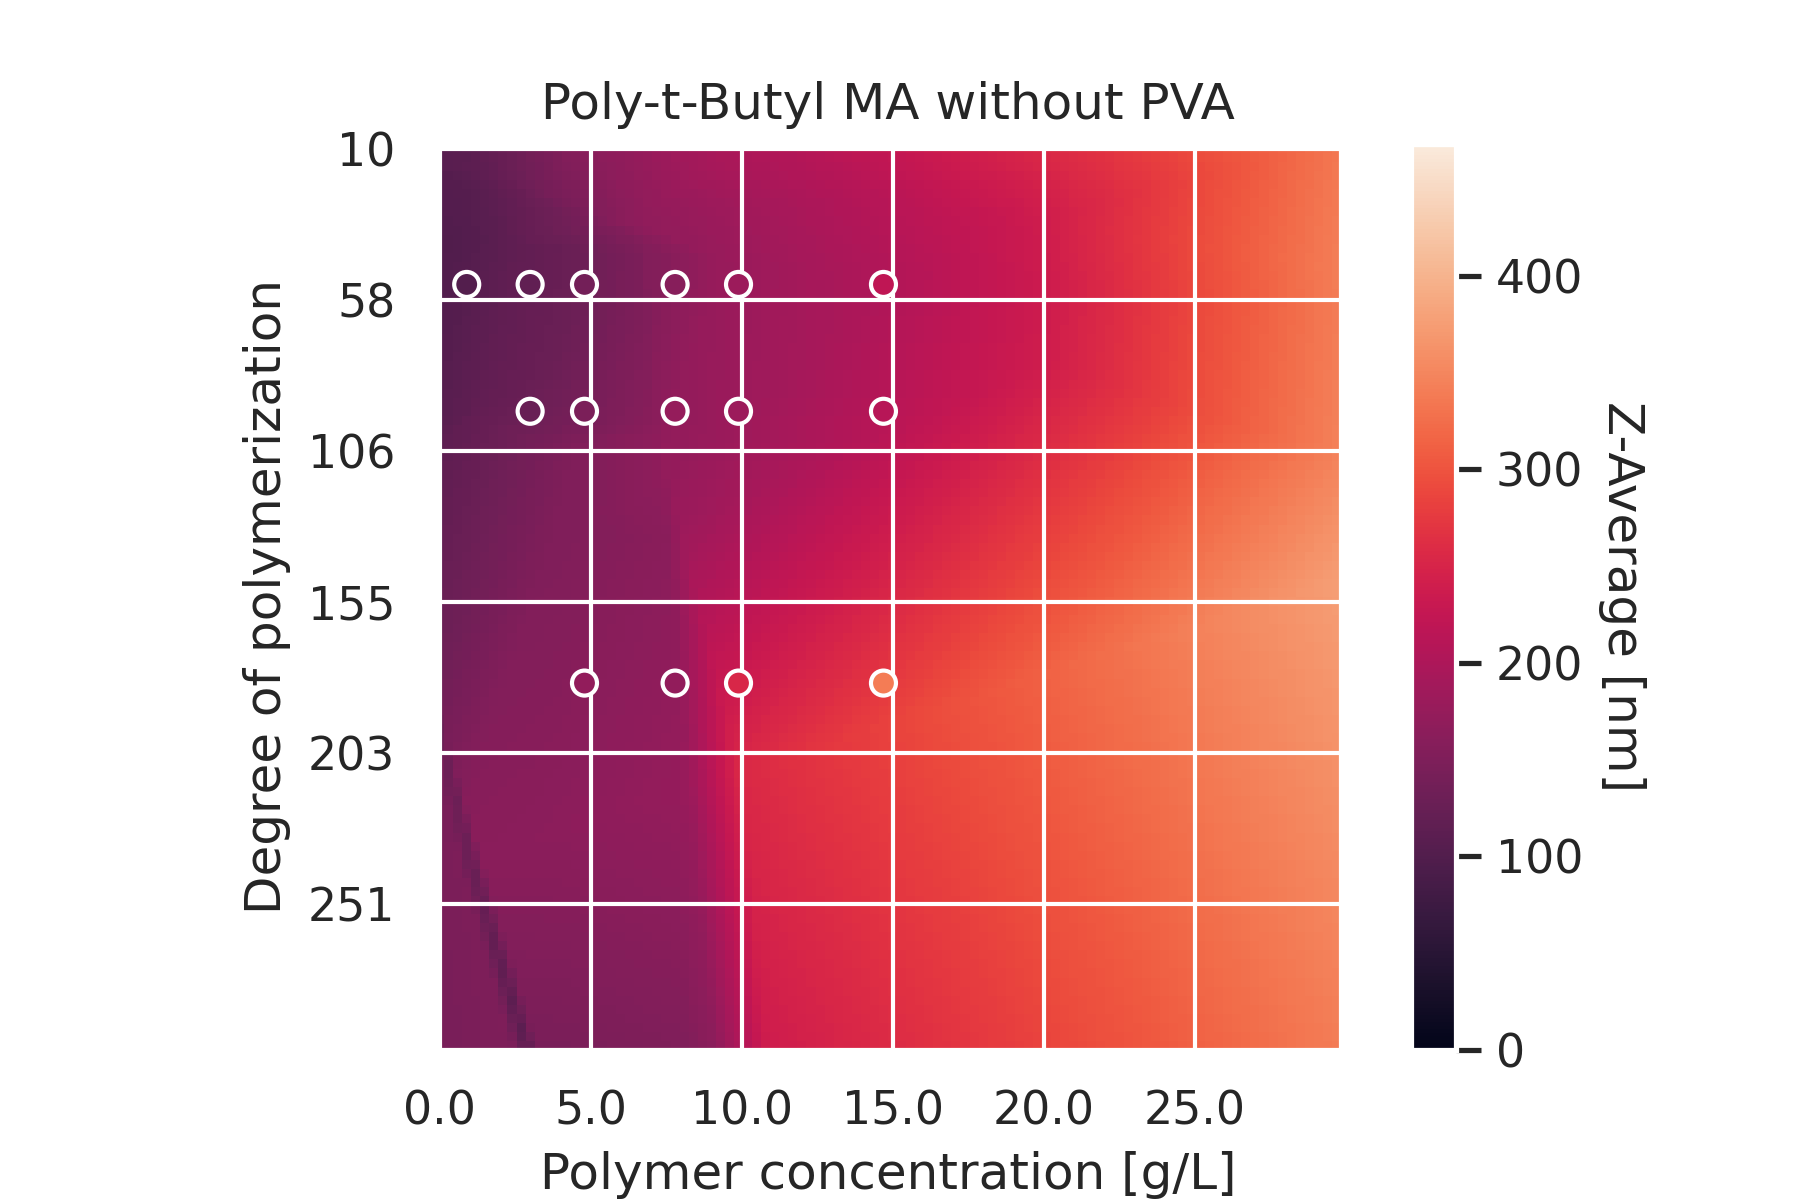 Poly-t-Butyl MA without PVA
Degree of polymerization
10
58
106
155
203
251
0.0 5.0 10.0 15.0 20.0 25.0
Polymer concentration [g/L]
400
300
200
100
0
Z-Average [nm]